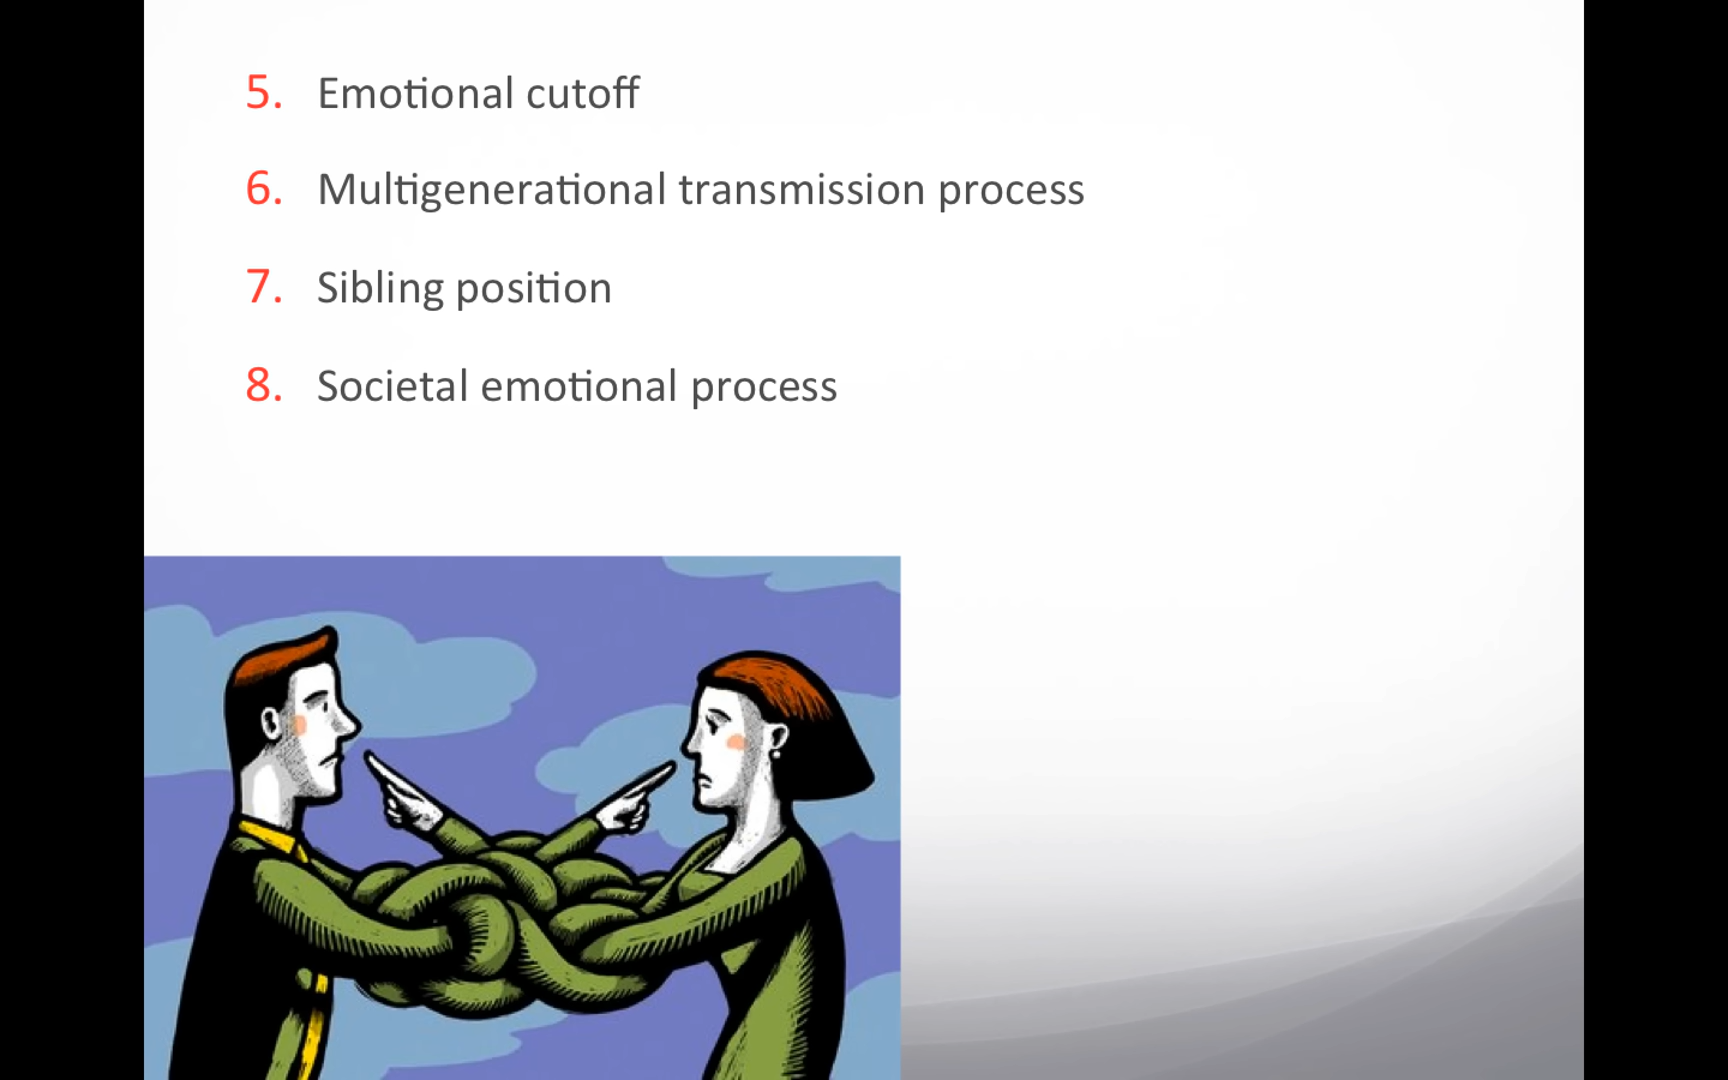 5. Emotional cutoff
6. Multigenerational transmission process
7. Sibling position
8. Societal emotional process